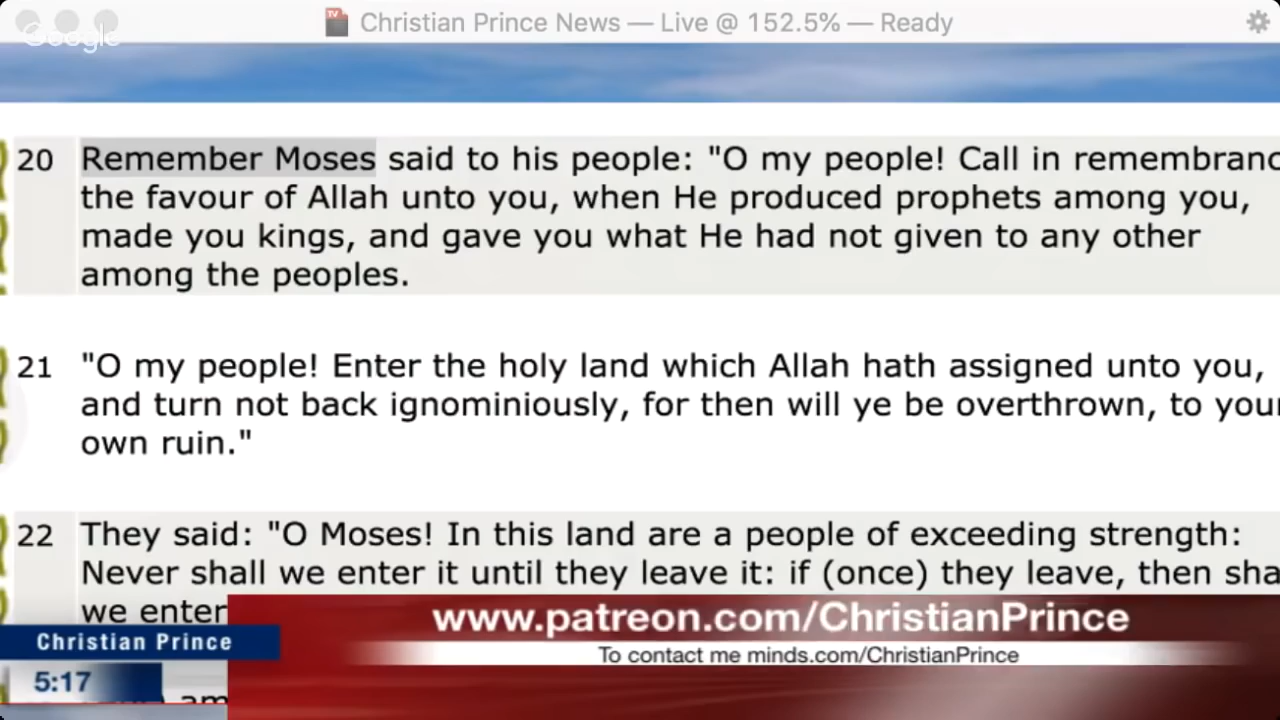 Christian Prince News — Live @ 152.5% — Ready
Google
20 Remember Moses said to his people: "O my people! Call in
the favour of Allah unto you, when He produced prophets among you,
made you kings, and gave you what He had not given to any other
among the peoples.
21 "O my people! Enter the holy land which Allah hath assigned unto you,
and turn not back ignominiously, for then will ye be overthrown, to
own ruin."
22 They said: "O Moses! In this land are a people of exceeding strength:
Never shall we enter it until they leave it: if (once) they leave, then
we enter
www.patreon.com/ChristianPrince
Christian Prince
To contact me minds.com/ChristianPrince
5:17